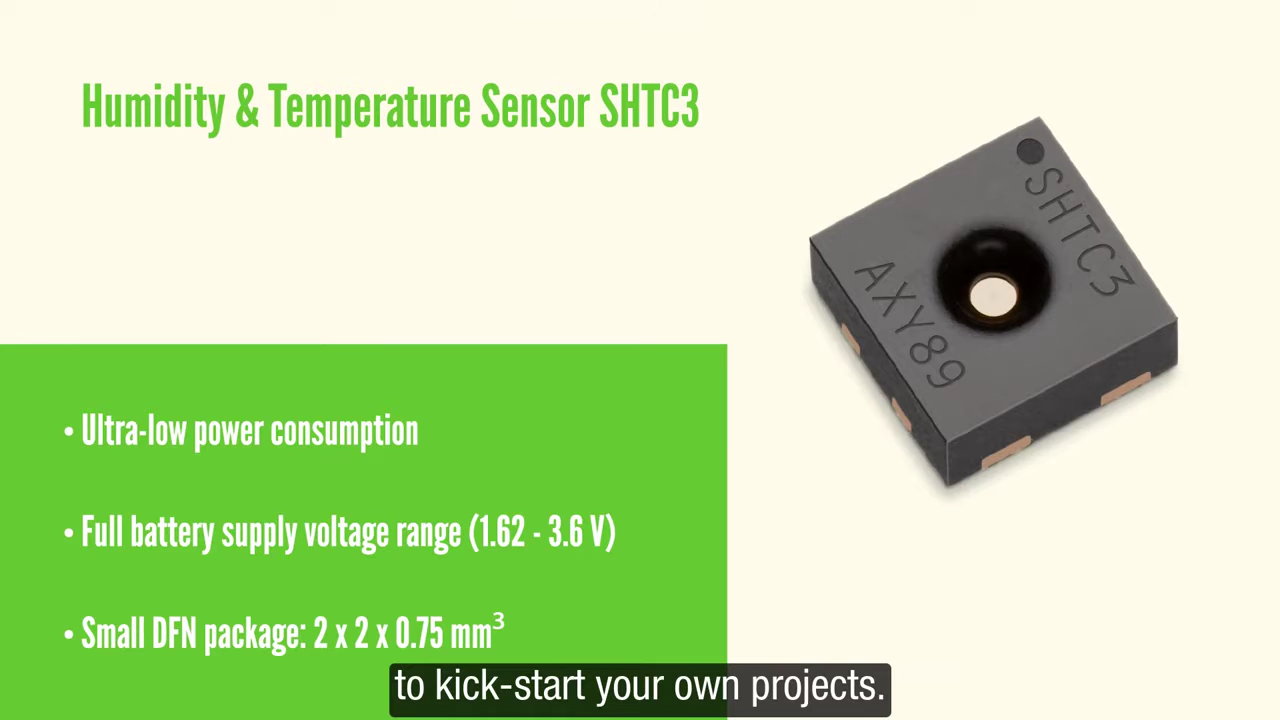 Humidity & Temperature Sensor SHTC3
SHTC3
AXY89
• Ultra-low power consumption
• Full battery supply voltage range (1.62 - 3.6 V)
• Small DFN package: 2 x 2 x 0.75 mm³
to kick-start your own projects.